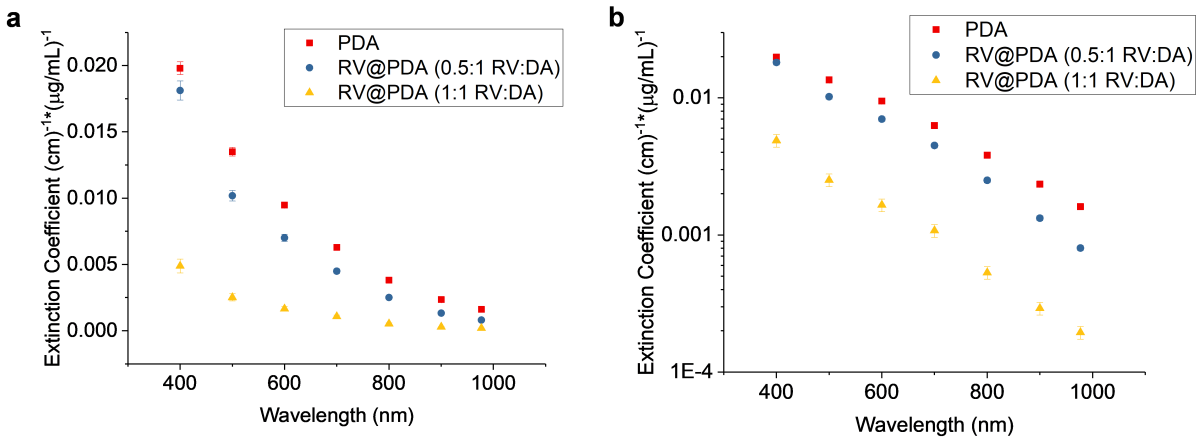 a
Extinction Coefficient (cm)⁻¹*(μg/mL)⁻¹
0.020
0.015
0.010
0.005
0.000
400
600
800
1000
Wavelength (nm)
PDA
RV@PDA (0.5:1 RV:DA)
RV@PDA (1:1 RV:DA)
b
Extinction Coefficient (cm)⁻¹*(μg/mL)⁻¹
0.01
0.001
1E-4
400
600
800
1000
Wavelength (nm)
PDA
RV@PDA (0.5:1 RV:DA)
RV@PDA (1:1 RV:DA)